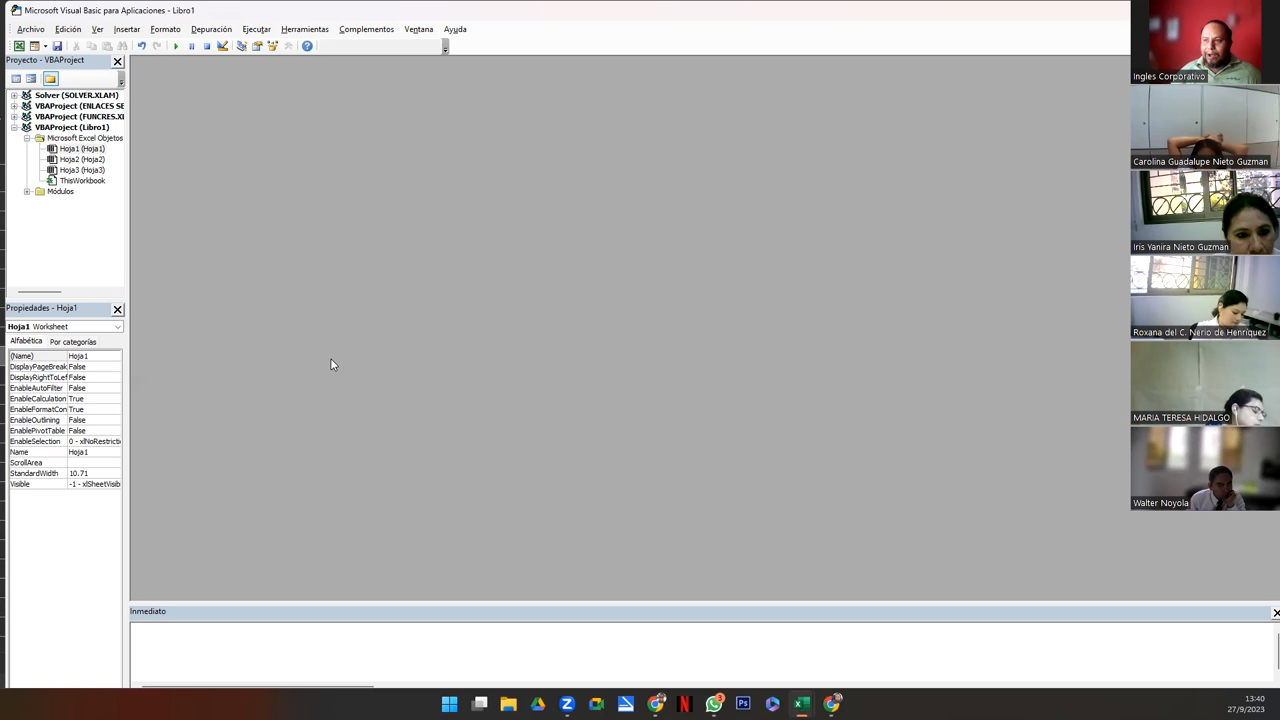 Microsoft Visual Basic para Aplicaciones - Libro1
Archivo Edición Ver Insertar Formato Depuración Ejecutar Herramientas Complementos Ventana Ayuda
Proyecto - VBAProject
Solver (SOLVER.XLAM)
VBAProject (ENLACES SE
VBAProject (FUNCRES.XL
VBAProject (Libro1)
Microsoft Excel Objetos
Hoja1 (Hoja1)
Hoja2 (Hoja2)
Hoja3 (Hoja3)
ThisWorkbook
Módulos
Propiedades - Hoja1
Hoja1 Worksheet
Alfabética Por categorías
(Name) Hoja1
DisplayPageBreak False
DisplayRightToLef False
EnableAutoFilter False
EnableCalculation True
EnableFormatCon True
EnableOutlining False
EnablePivotTable False
EnableSelection 0 - xlNoRestricti
Name Hoja1
ScrollArea
StandardWidth 10.71
Visible -1 - xlSheetVisib
Inmediato
Ingles Corporativo
Carolina Guadalupe Nieto Guzman
Iris Yanira Nieto Guzman
Roxana del C. Nerio de Henríquez
MARIA TERESA HIDALGO
Walter Noyola
3
13:40
27/9/2023